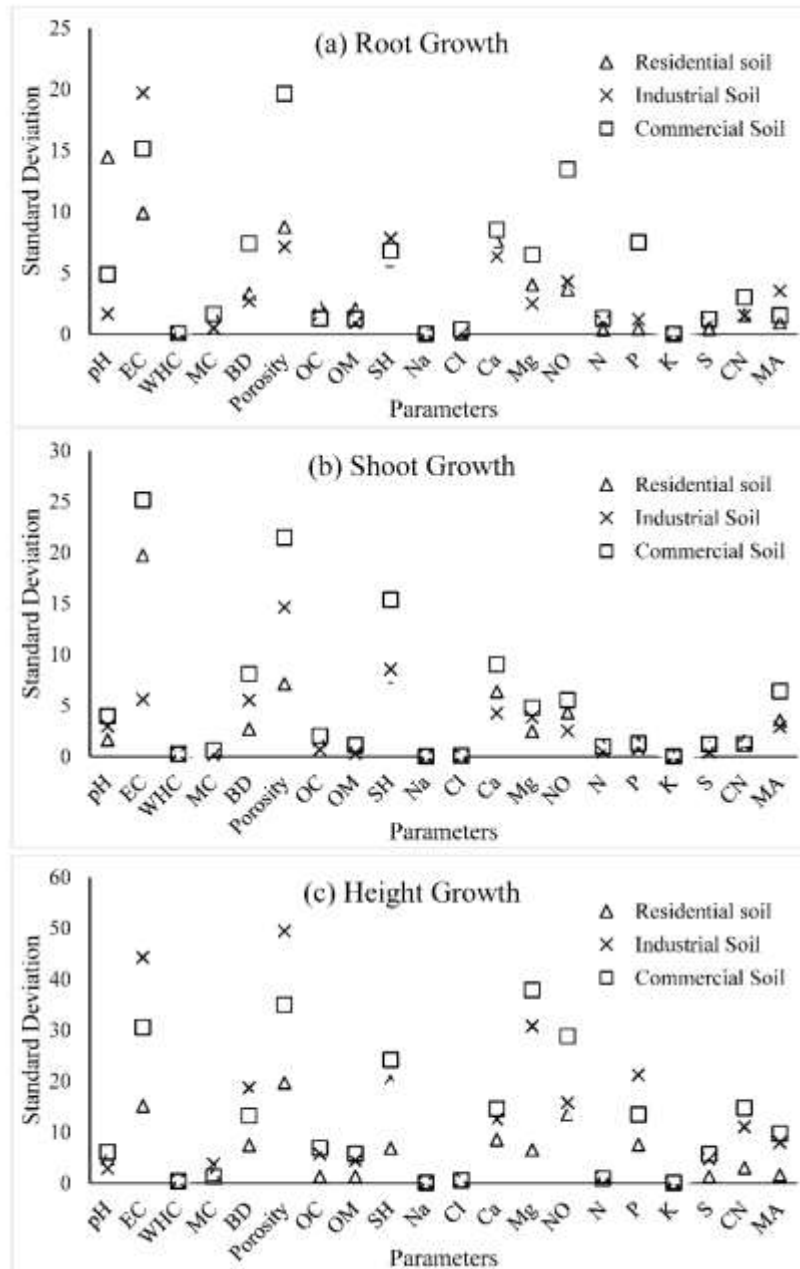 (a) Root Growth
Residential soil
Industrial Soil
Commercial Soil
Standard Deviation
25
20
15
10
5
0
pH EC WHC MC BD Porosity OC OM SH Na Cl Ca Mg NO N P K S CN MA
Parameters
(b) Shoot Growth
Residential soil
Industrial Soil
Commercial Soil
Standard Deviation
30
25
20
15
10
5
0
pH EC WHC MC BD Porosity OC OM SH Na Cl Ca Mg NO N P K S CN MA
Parameters
(c) Height Growth
Residential soil
Industrial Soil
Commercial Soil
Standard Deviation
60
50
40
30
20
10
0
pH EC WHC MC BD Porosity OC OM SH Na Cl Ca Mg NO N P K S CN MA
Parameters